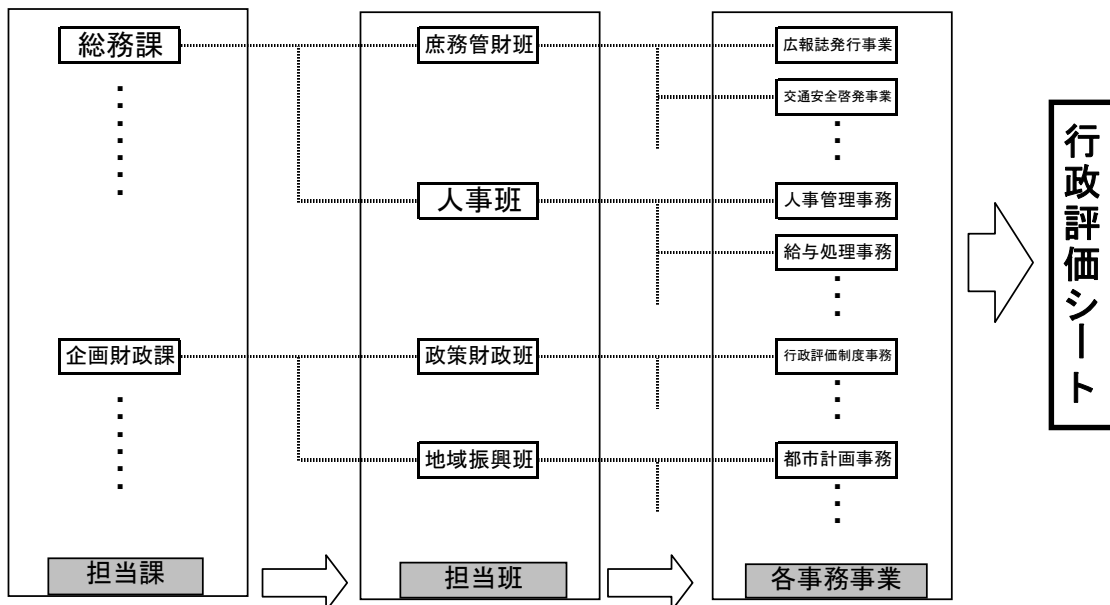 総務課
庶務管財班
広報誌発行事業
交通安全啓発事業
人事班
人事管理事務
給与処理事務
企画財政課
政策財政班
行政評価制度事務
地域振興班
都市計画事務
担当課
担当班
各事務事業
行政評価シート